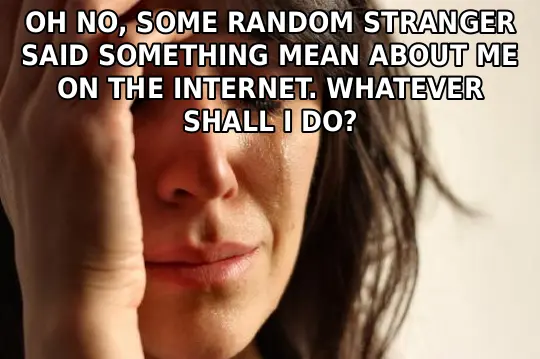 OH NO, SOME RANDOM STRANGER
SAID SOMETHING MEAN ABOUT ME
ON THE INTERNET. WHATEVER
SHALL I DO?